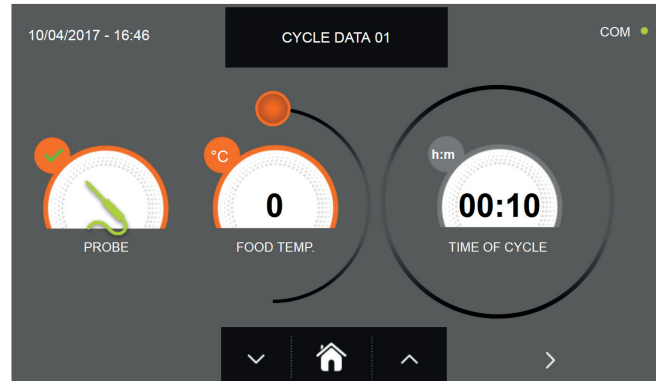 10/04/2017 - 16:46
CYCLE DATA 01
COM
°C
h:m
0
00:10
PROBE
FOOD TEMP.
TIME OF CYCLE